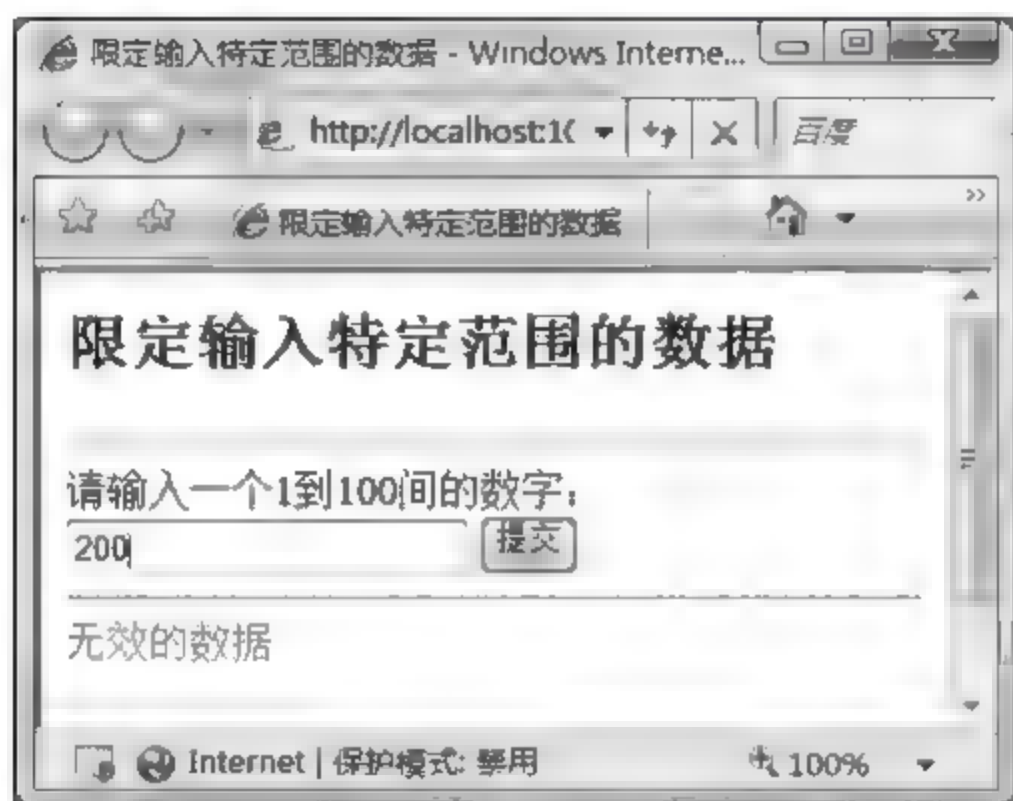 限定输入特定范围的数据 - Windows Interne...
http://localhost:1( 百度
限定输入特定范围的数据
限定输入特定范围的数据
请输入一个1到100间的数字：
200 提交
无效的数据
Internet | 保护模式: 禁用 100%